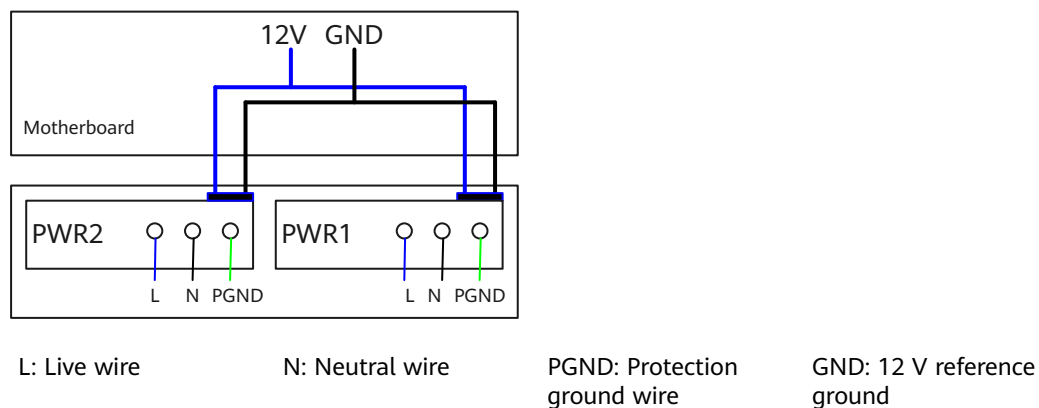 12V GND
Motherboard
PWR2
PWR1
L N PGND
L N PGND
L: Live wire
N: Neutral wire
PGND: Protection
ground wire
GND: 12 V reference
ground